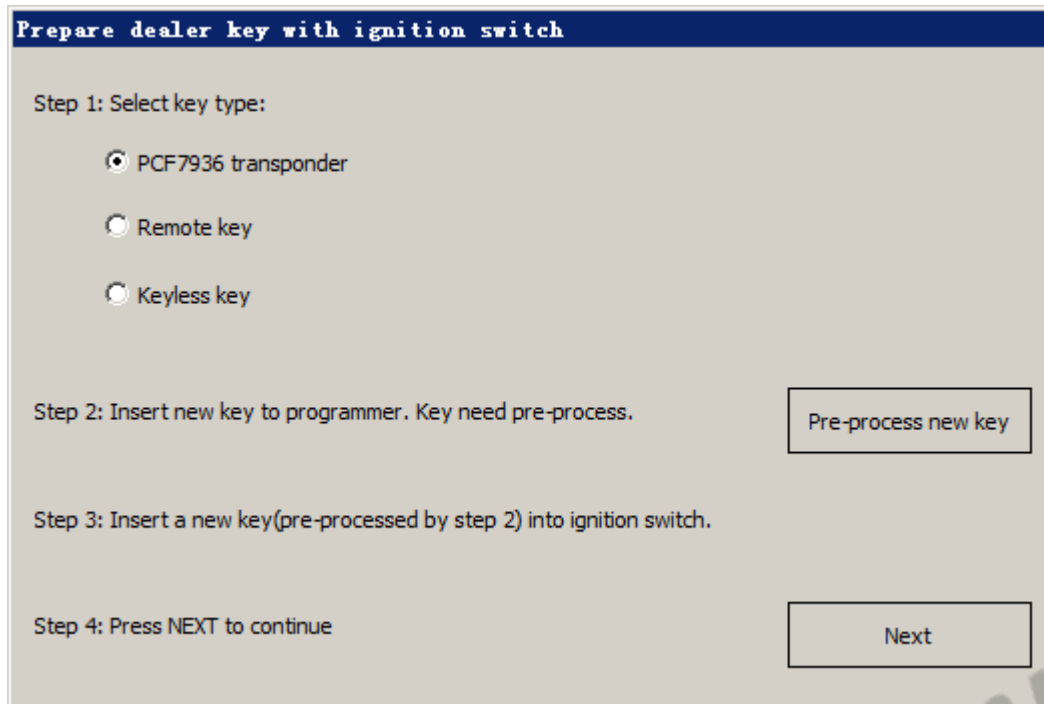 Prepare dealer key with ignition switch
Step 1: Select key type:
PCF7936 transponder
Remote key
Keyless key
Step 2: Insert new key to programmer. Key need pre-process.
Pre-process new key
Step 3: Insert a new key(pre-processed by step 2) into ignition switch.
Step 4: Press NEXT to continue
Next